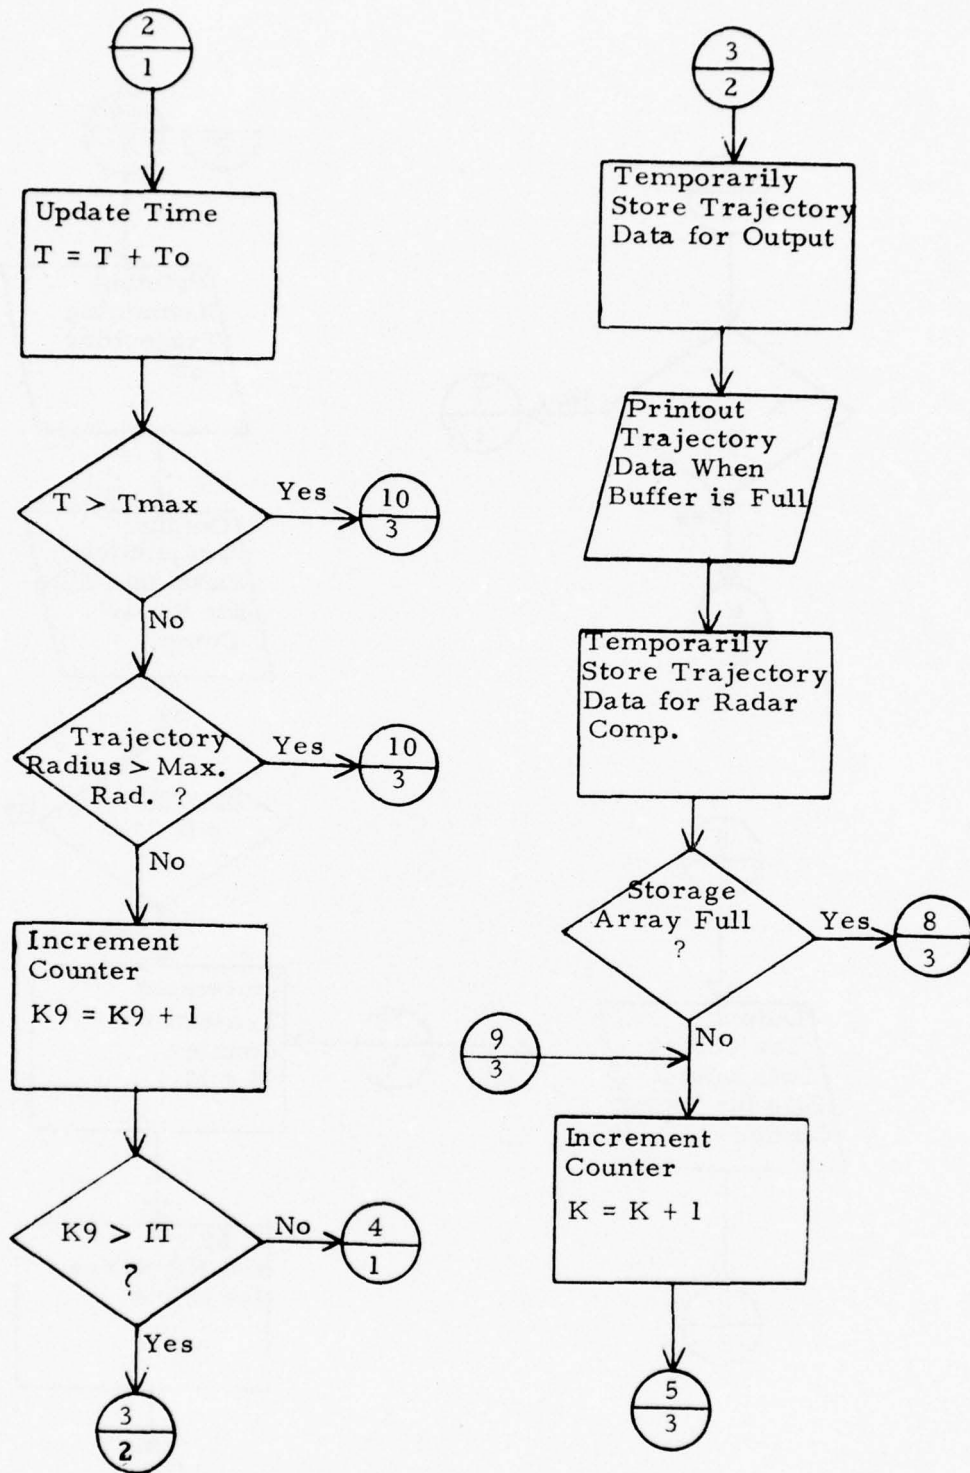 2
1
Update Time
T = T + To
T > Tmax
Yes
10
3
No
Trajectory
Radius > Max.
Rad. ?
Yes
10
3
No
Increment
Counter
K9 = K9 + 1
K9 > IT
?
No
4
1
Yes
3
2
3
2
Temporarily
Store Trajectory
Data for Output
Printout
Trajectory
Data When
Buffer is Full
Temporarily
Store Trajectory
Data for Radar
Comp.
Storage
Array Full
?
Yes
8
3
No
9
3
Increment
Counter
K = K + 1
5
3